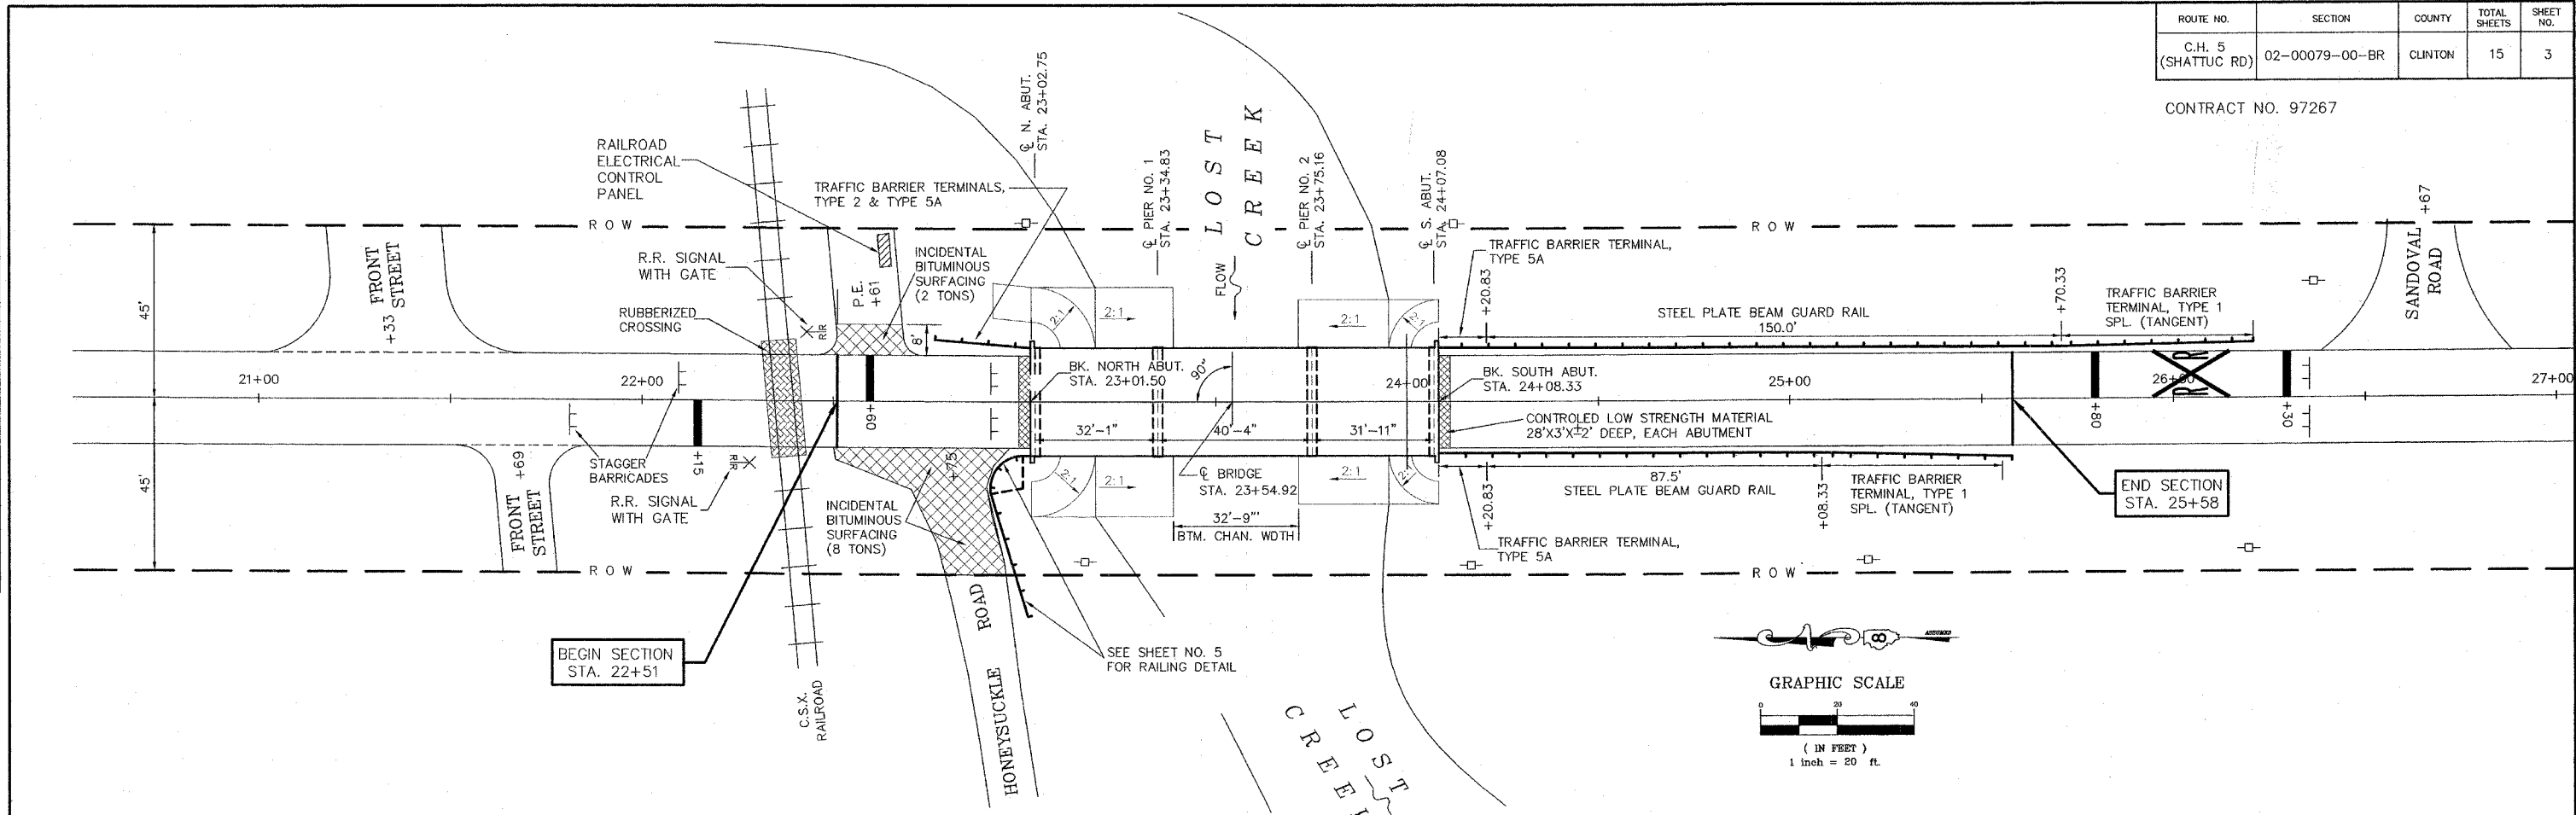 ROUTE NO.
SECTION
COUNTY
TOTAL SHEETS
SHEET NO.
C.H. 5 (SHATTUC RD)
02-00079-00-BR
CLINTON
15
3
CONTRACT NO. 97267
℄ N. ABUT.
STA. 23+02.75
RAILROAD
ELECTRICAL
CONTROL
PANEL
TRAFFIC BARRIER TERMINALS,
TYPE 2 & TYPE 5A
℄ PIER NO. 1
STA. 23+34.83
LOST
CREEK
FLOW
℄ PIER NO. 2
STA. 23+75.16
℄ S. ABUT.
STA. 24+07.08
ROW
ROW
+67
SANDOVAL
ROAD
45'
+33 FRONT
STREET
R.R. SIGNAL
WITH GATE
RUBBERIZED
CROSSING
RR
P.E.
+61
INCIDENTAL
BITUMINOUS
SURFACING
(2 TONS)
8'
2:1
2:1
2:1
2:1
TRAFFIC BARRIER TERMINAL,
TYPE 5A
+20.83
STEEL PLATE BEAM GUARD RAIL
150.0'
+70.33
TRAFFIC BARRIER
TERMINAL, TYPE 1
SPL. (TANGENT)
21+00
22+00
+60
BK. NORTH ABUT.
STA. 23+01.50
90°
24+00
BK. SOUTH ABUT.
STA. 24+08.33
25+00
+80
26+00
RR
+30
27+00
32'-1"
40'-4"
31'-11"
CONTROLED LOW STRENGTH MATERIAL
28'X3'X±2' DEEP, EACH ABUTMENT
45'
FRONT +69
STREET
STAGGER
BARRICADES
+15
RR
R.R. SIGNAL
WITH GATE
+75
INCIDENTAL
BITUMINOUS
SURFACING
(8 TONS)
2:1
2:1
℄ BRIDGE
STA. 23+54.92
2:1
2:1
32'-9"'
BTM. CHAN. WDTH
+20.83
87.5'
STEEL PLATE BEAM GUARD RAIL
+08.33
TRAFFIC BARRIER
TERMINAL, TYPE 1
SPL. (TANGENT)
TRAFFIC BARRIER TERMINAL,
TYPE 5A
END SECTION
STA. 25+58
ROW
ROW
BEGIN SECTION
STA. 22+51
C.S.X.
RAILROAD
HONEYSUCKLE ROAD
SEE SHEET NO. 5
FOR RAILING DETAIL
LOST
CREE
8
GRAPHIC SCALE
0 20 40
( IN FEET )
1 inch = 20 ft.